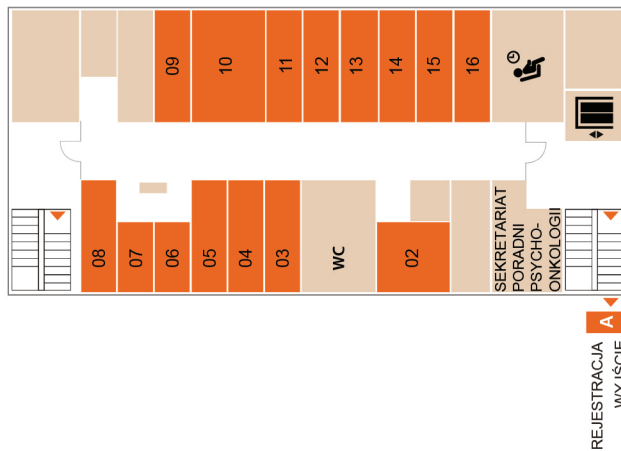 09
10
11
12
13
14
15
16
08
07
06
05
04
03
WC
02
SEKRETARIAT
PORADNI
PSYCHO-
ONKOLOGII
A
REJESTRACJA
WYJŚCIE